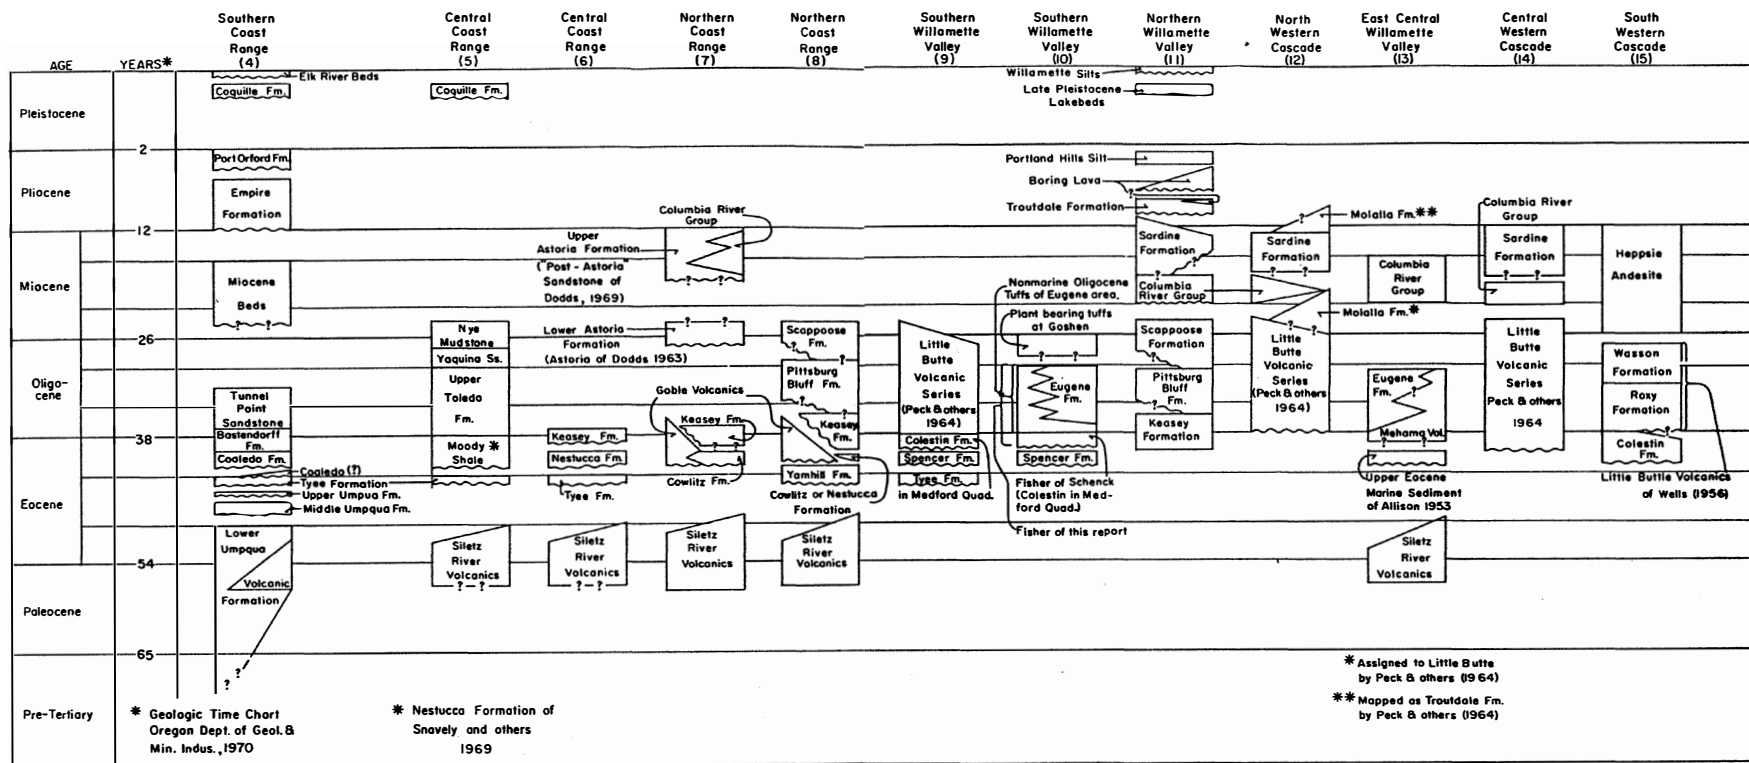 Southern
Coast
Range
(4)
Central
Coast
Range
(5)
Central
Coast
Range
(6)
Northern
Coast
Range
(7)
Northern
Coast
Range
(8)
Southern
Willamette
Valley
(9)
Southern
Willamette
Valley
(10)
Northern
Willamette
Valley
(11)
North
Western
Cascade
(12)
East Central
Willamette
Valley
(13)
Central
Western
Cascade
(14)
South
Western
Cascade
(15)
AGE
YEARS*
Pleistocene
2
Pliocene
12
Miocene
26
Oligo-
cene
38
Eocene
54
Paleocene
65
Pre-Tertiary
Elk River Beds
Coquille Fm.
Port Orford Fm.
Empire
Formation
Miocene
Beds
? ?
Tunnel
Point
Sandstone
Bastendorff
Fm.
Coaledo Fm.
Coaledo (?)
Tyee Formation
Upper Umpqua Fm.
Middle Umpqua Fm.
Lower
Umpqua
Volcanic
Formation
?
?
Coquille Fm.
Nye
Mudstone
Yaquina Ss.
Upper
Toledo
Fm.
Moody *
Shale
Siletz
River
Volcanics
? — ?
Upper
Astoria Formation
("Post - Astoria"
Sandstone of
Dodds, 1969)
Lower Astoria
Formation
(Astoria of Dodds 1963)
Keasey Fm.
Nestucca Fm.
Tyee Fm.
Siletz
River
Volcanics
? — ?
Columbia River
Group
? ?
?
Goble Volcanics
Keasey Fm.
? ?
Cowlitz Fm.
Siletz
River
Volcanics
Scappoose
Fm.
?
?
Pittsburg
Bluff Fm.
?
?
Keasey
Fm.
Yamhill Fm.
Cowlitz or Nestucca
Formation
Siletz
River
Volcanics
Little
Butte
Volcanic
Series
(Peck & others
1964)
Colestin Fm.
Spencer Fm.
Tyee Fm.
in Medford Quad.
Nonmarine Oligocene
Tuffs of Eugene area.
Plant bearing tuffs
at Goshen
? ?
Eugene
Fm.
Spencer Fm.
Fisher of Schenck
(Colestin in Med-
ford Quad.)
Fisher of this report
Willamette Silts
Late Pleistocene
Lakebeds
Portland Hills Silt
Boring Lava
?
Troutdale Formation
Sardine
Formation
? ?
Columbia
River Group
Scappoose
Formation
?
?
Pittsburg
Bluff
Fm.
?
Keasey
Formation
?
Molalla Fm.**
Sardine
Formation
? ?
Molalla Fm.*
?
?
Little
Butte
Volcanic
Series
(Peck & others
1964)
Columbia
River
Group
Eugene
Fm.
?
Mehama Vol.
? ?
Upper Eocene
Marine Sediment
of Allison 1953
Siletz
River
Volcanics
Columbia River
Group
Sardine
Formation
? ?
Little
Butte
Volcanic
Series
Peck & others
1964
Heppsie
Andesite
Wasson
Formation
Roxy
Formation
?
Colestin
Fm.
Little Buttle Volcanics
of Wells (1956)
* Geologic Time Chart
Oregon Dept. of Geol. &
Min. Indus., 1970
* Nestucca Formation of
Snavely and others
1969
* Assigned to Little Butte
by Peck & others (1964)
** Mapped as Troutdale Fm.
by Peck & others (1964)